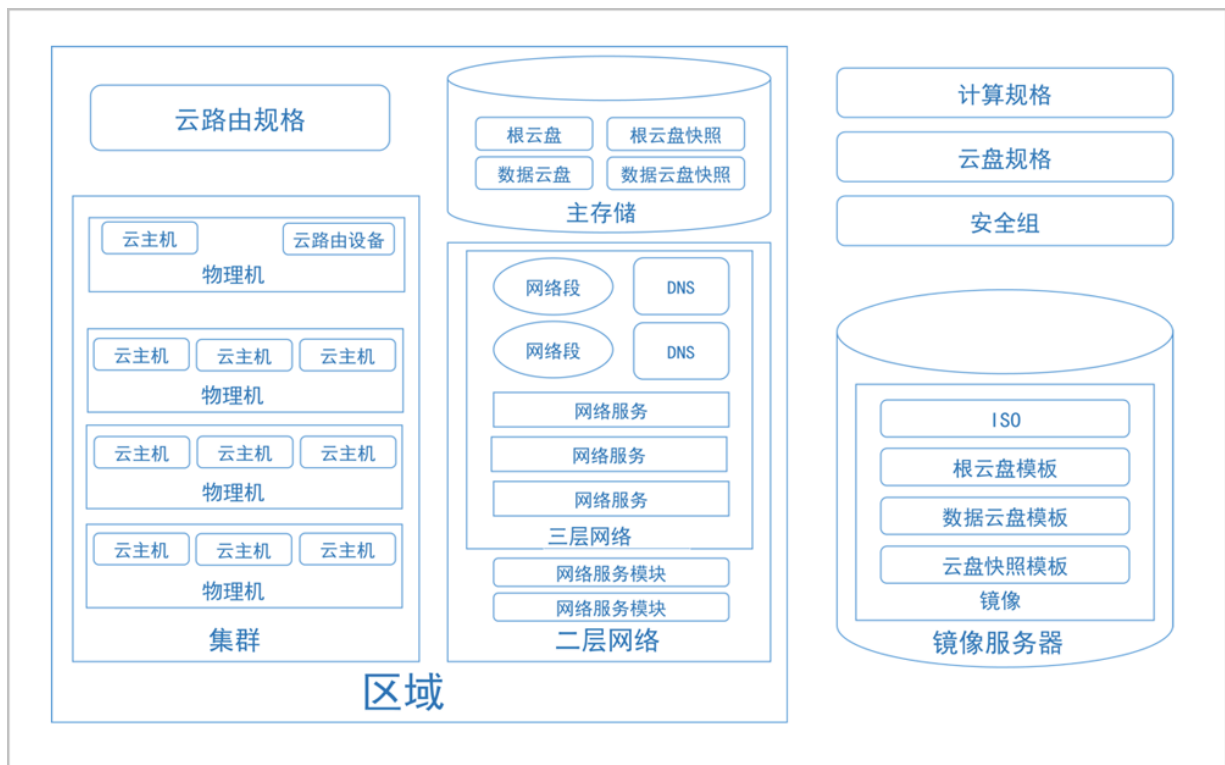 云路由规格
云主机
云路由设备
物理机
云主机
云主机
云主机
物理机
云主机
云主机
云主机
物理机
云主机
云主机
云主机
物理机
集群
根云盘
根云盘快照
数据云盘
数据云盘快照
主存储
网络段
DNS
网络段
DNS
网络服务
网络服务
网络服务
三层网络
网络服务模块
网络服务模块
二层网络
区域
计算规格
云盘规格
安全组
ISO
根云盘模板
数据云盘模板
云盘快照模板
镜像
镜像服务器